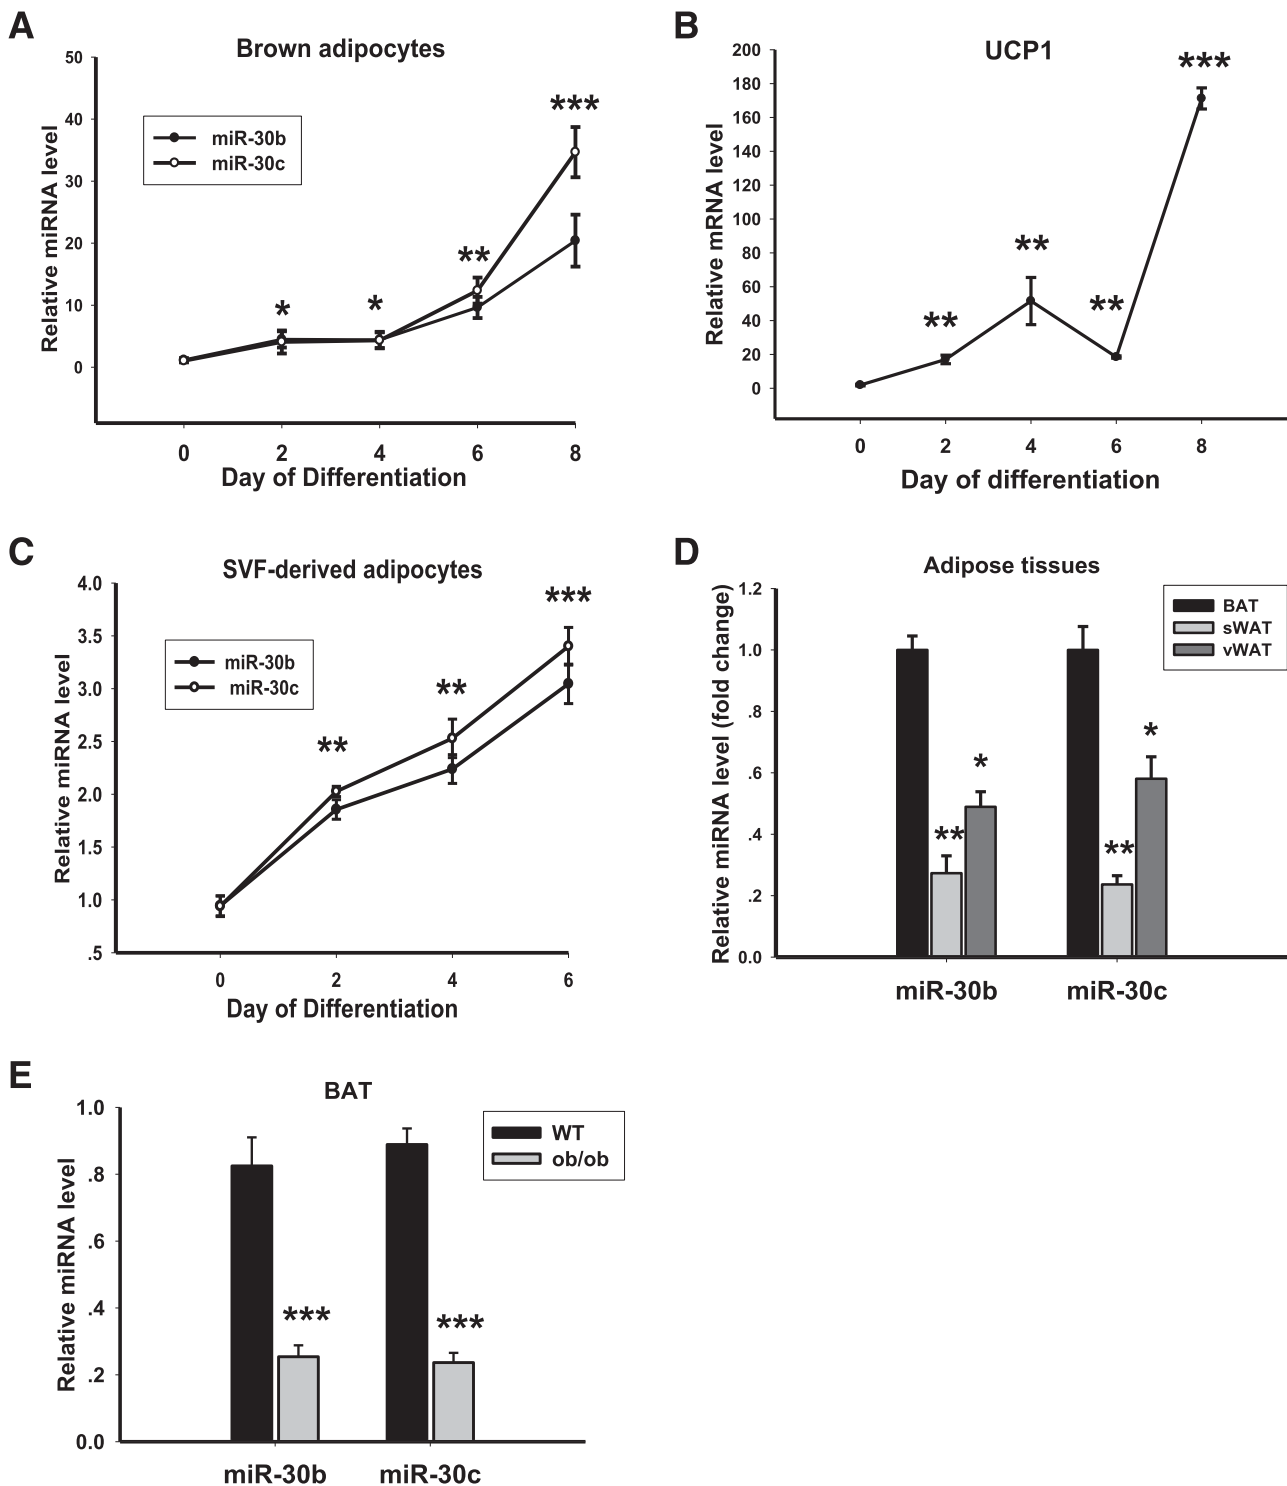 A
Brown adipocytes
Relative miRNA level
50
40
30
20
10
0
miR-30b
miR-30c
*
*
**
***
0 2 4 6 8
Day of Differentiation
B
UCP1
Relative mRNA level
200
180
160
140
120
100
80
60
40
20
0
**
**
**
***
0 2 4 6 8
Day of differentiation
C
SVF-derived adipocytes
Relative miRNA level
4.0
3.5
3.0
2.5
2.0
1.5
1.0
.5
miR-30b
miR-30c
**
**
***
0 2 4 6
Day of Differentiation
D
Adipose tissues
Relative miRNA level (fold change)
1.2
1.0
.8
.6
.4
.2
0.0
BAT
sWAT
vWAT
**
*
**
*
miR-30b miR-30c
E
BAT
Relative miRNA level
1.0
.8
.6
.4
.2
0.0
WT
ob/ob
***
***
miR-30b miR-30c